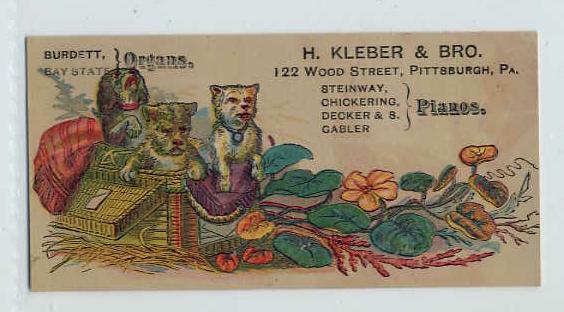 BURDETT,
BAY STATE } Organs.
H. KLEBER & BRO.
122 WOOD STREET, PITTSBURGH, PA.
STEINWAY,
CHICKERING,
DECKER & S.
GABLER } Pianos.